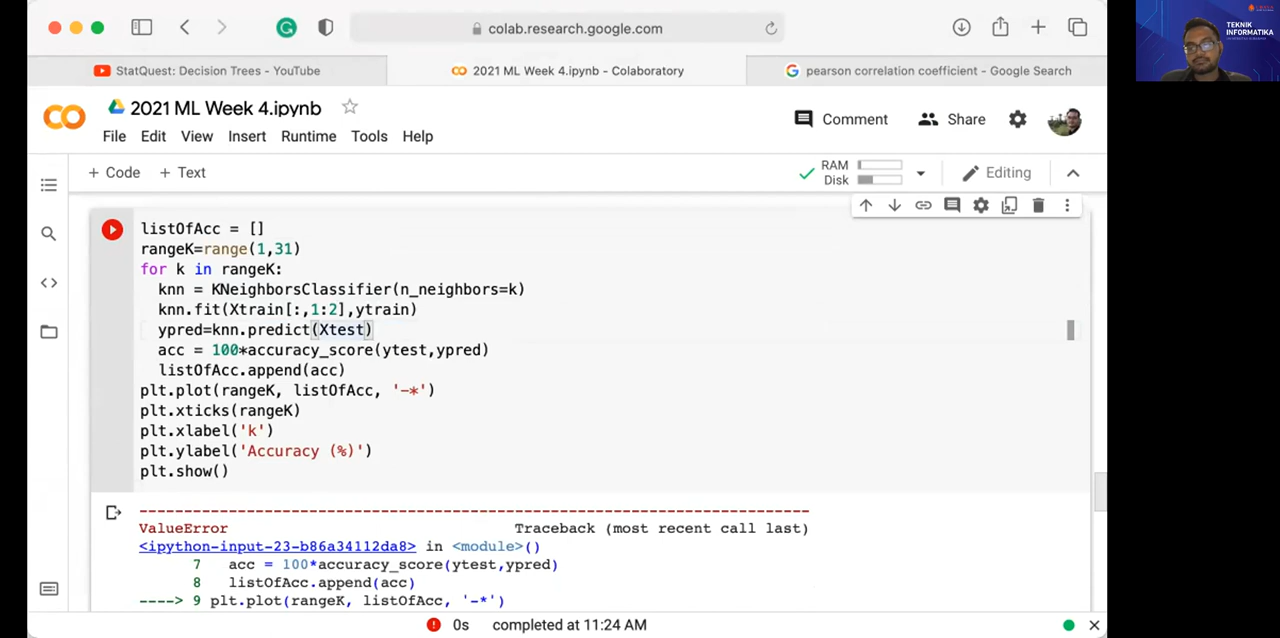 colab.research.google.com
StatQuest: Decision Trees - YouTube
2021 ML Week 4.ipynb - Colaboratory
pearson correlation coefficient - Google Search
TEKNIK
INFORMATIKA
2021 ML Week 4.ipynb
File Edit View Insert Runtime Tools Help
Comment
Share
+ Code + Text
RAM
Disk
Editing
listOfAcc = []
rangeK=range(1,31)
for k in rangeK:
knn = KNeighborsClassifier(n_neighbors=k)
knn.fit(Xtrain[:,1:2],ytrain)
ypred=knn.predict(Xtest)
acc = 100*accuracy_score(ytest,ypred)
listOfAcc.append(acc)
plt.plot(rangeK, listOfAcc, '-*')
plt.xticks(rangeK)
plt.xlabel('k')
plt.ylabel('Accuracy (%)')
plt.show()
---------------------------------------------------------------------------
ValueError Traceback (most recent call last)
<ipython-input-23-b86a34112da8> in <module>()
7 acc = 100*accuracy_score(ytest,ypred)
8 listOfAcc.append(acc)
----> 9 plt.plot(rangeK, listOfAcc, '-*')
0s completed at 11:24 AM